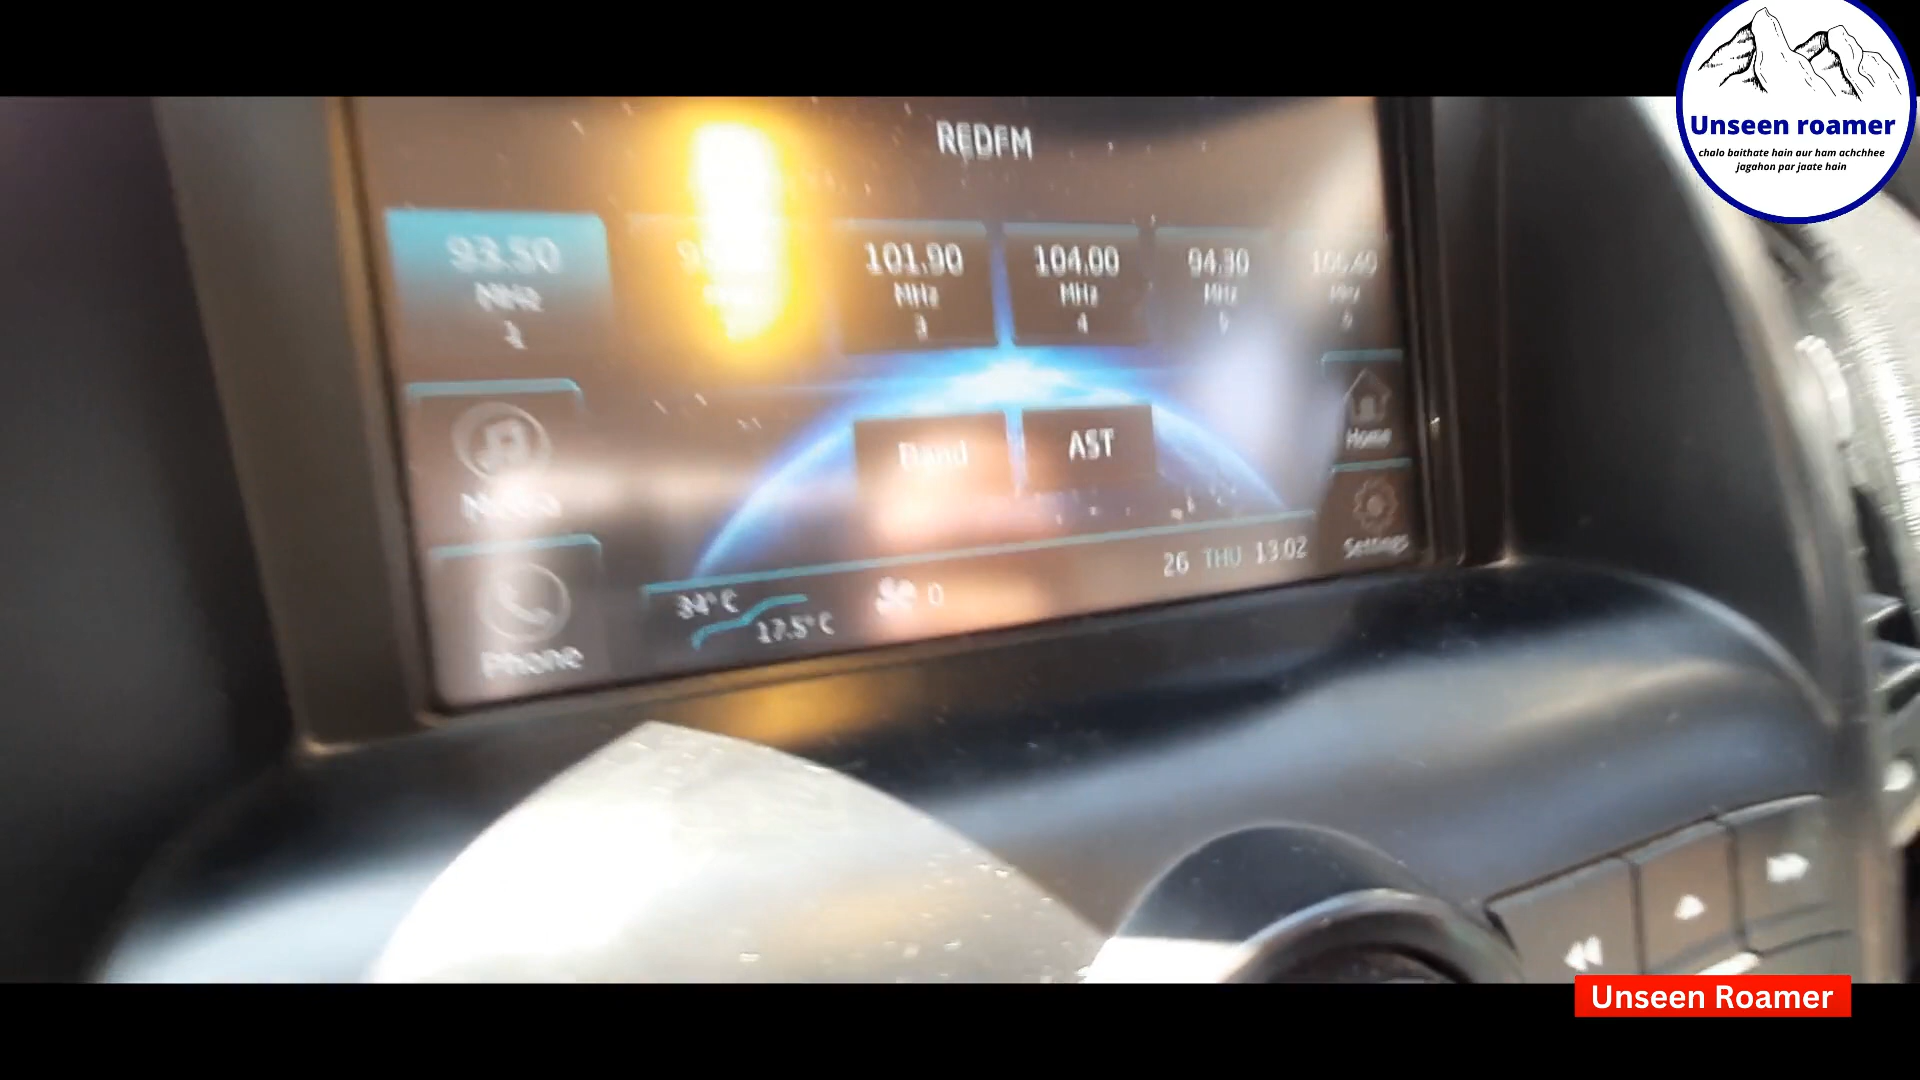 Unseen roamer
chalo baithate hain aur ham achchhee
jagahon par jaate hain
REDFM
93.50
MHz
1
101.90
MHz
3
104.00
MHz
4
94.30
MHz
5
MHz
6
Band
AST
Home
Settings
Phone
34°C
17.5°C
0
26 THU 13:02
Unseen Roamer